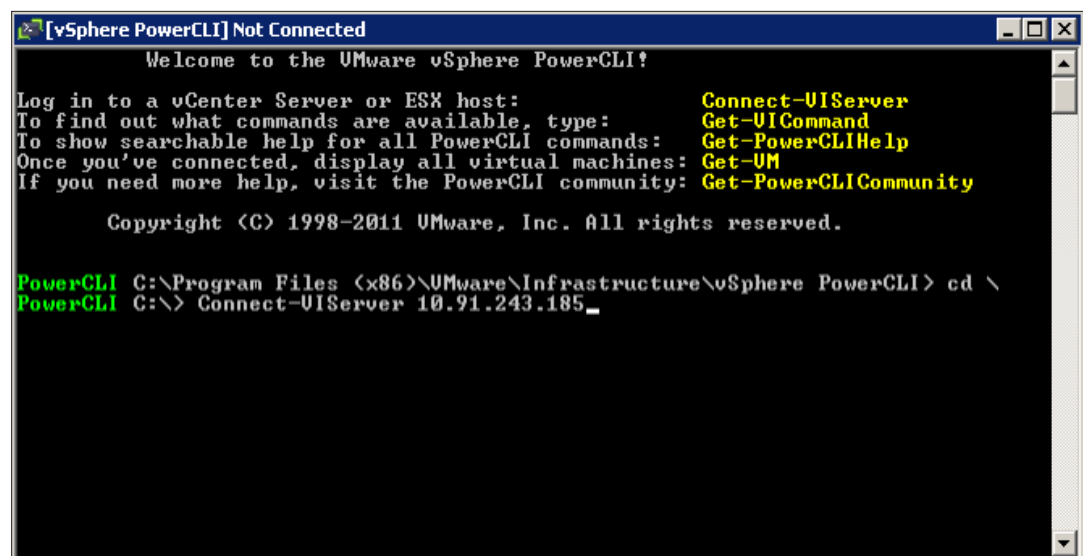 [vSphere PowerCLI] Not Connected
Welcome to the VMware vSphere PowerCLI!
Log in to a vCenter Server or ESX host: Connect-VIServer
To find out what commands are available, type: Get-VICommand
To show searchable help for all PowerCLI commands: Get-PowerCLIHelp
Once you've connected, display all virtual machines: Get-VM
If you need more help, visit the PowerCLI community: Get-PowerCLICommunity
Copyright (C) 1998-2011 VMware, Inc. All rights reserved.
PowerCLI C:\Program Files (x86)\VMware\Infrastructure\vSphere PowerCLI> cd \
PowerCLI C:\> Connect-VIServer 10.91.243.185_